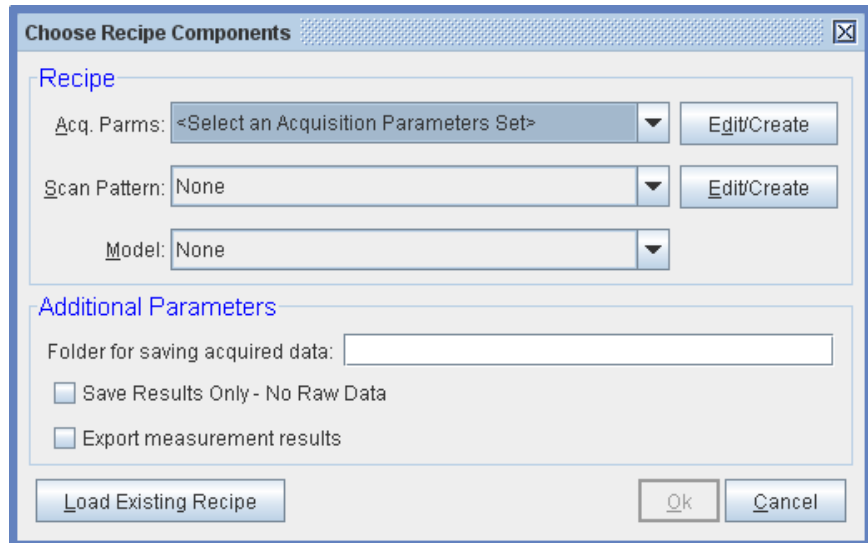 Choose Recipe Components
Recipe
Acq. Parms: <Select an Acquisition Parameters Set> Edit/Create
Scan Pattern: None Edit/Create
Model: None
Additional Parameters
Folder for saving acquired data:
Save Results Only - No Raw Data
Export measurement results
Load Existing Recipe Ok Cancel